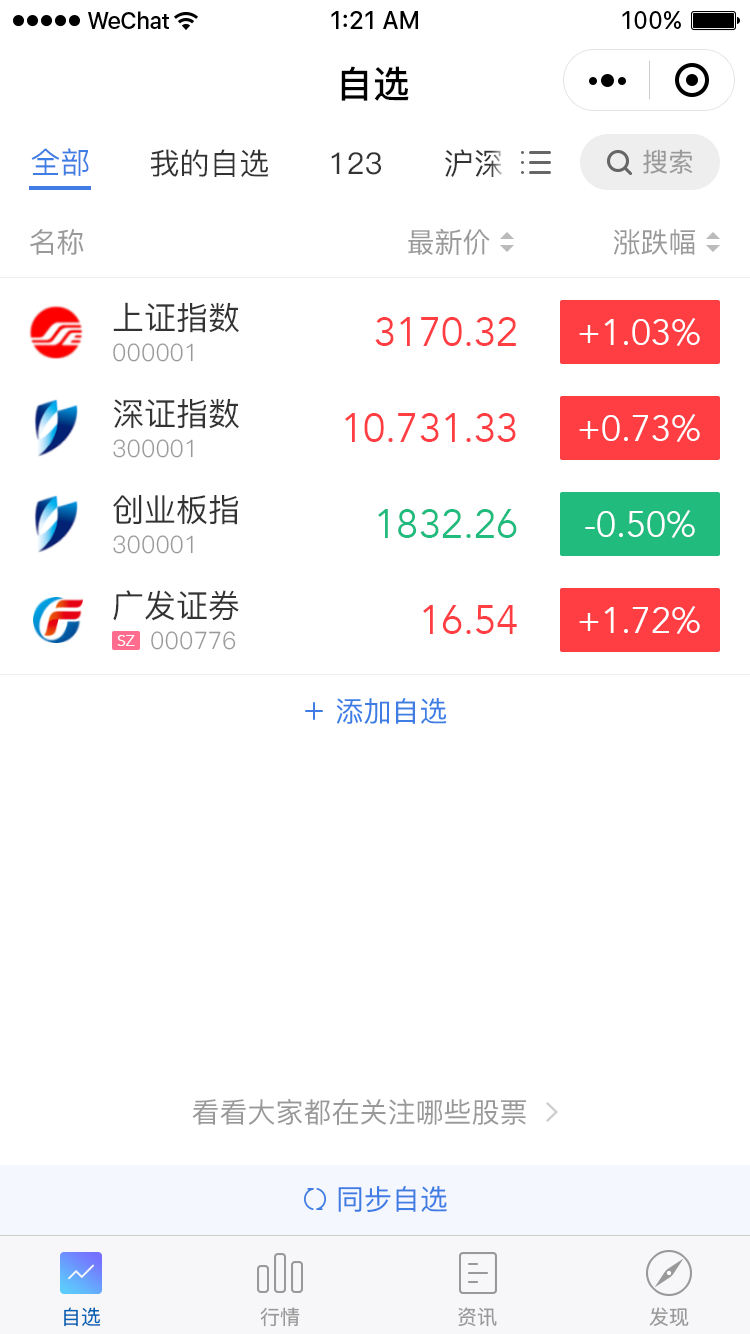 WeChat 1:21 AM 100%
自选
全部 我的自选 123 沪深 搜索
名称 最新价 涨跌幅
上证指数 3170.32 +1.03%
000001
深证指数 10.731.33 +0.73%
300001
创业板指 1832.26 -0.50%
300001
广发证券 16.54 +1.72%
SZ 000776
+ 添加自选
看看大家都在关注哪些股票 >
同步自选
自选 行情 资讯 发现